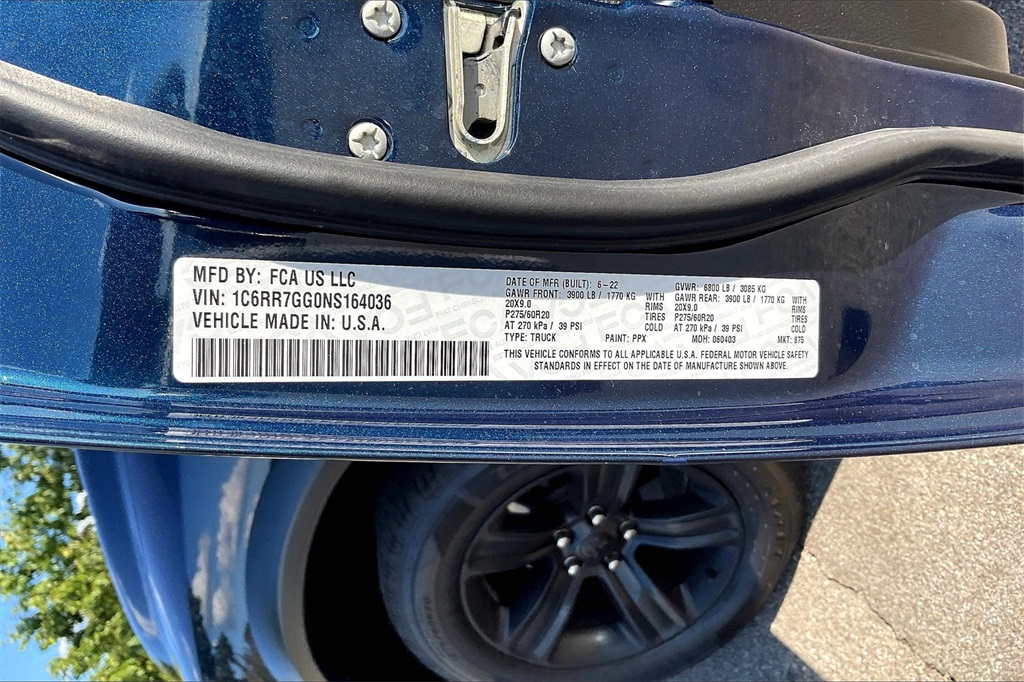 MFD BY: FCA US LLC
VIN: 1C6RR7GG0NS164036
VEHICLE MADE IN: U.S.A.
DATE OF MFR (BUILT): 6-22 GVWR: 6800 LB / 3085 KG
GAWR FRONT: 3900 LB / 1770 KG WITH GAWR REAR: 3900 LB / 1770 KG WITH
20X9.0 RIMS 20X9.0 RIMS
P275/60R20 TIRES P275/60R20 TIRES
AT 270 kPa / 39 PSI COLD AT 270 kPa / 39 PSI COLD
TYPE: TRUCK PAINT: PPX MDH: 060403 MKT: 875
THIS VEHICLE CONFORMS TO ALL APPLICABLE U.S.A. FEDERAL MOTOR VEHICLE SAFETY
STANDARDS IN EFFECT ON THE DATE OF MANUFACTURE SHOWN ABOVE.